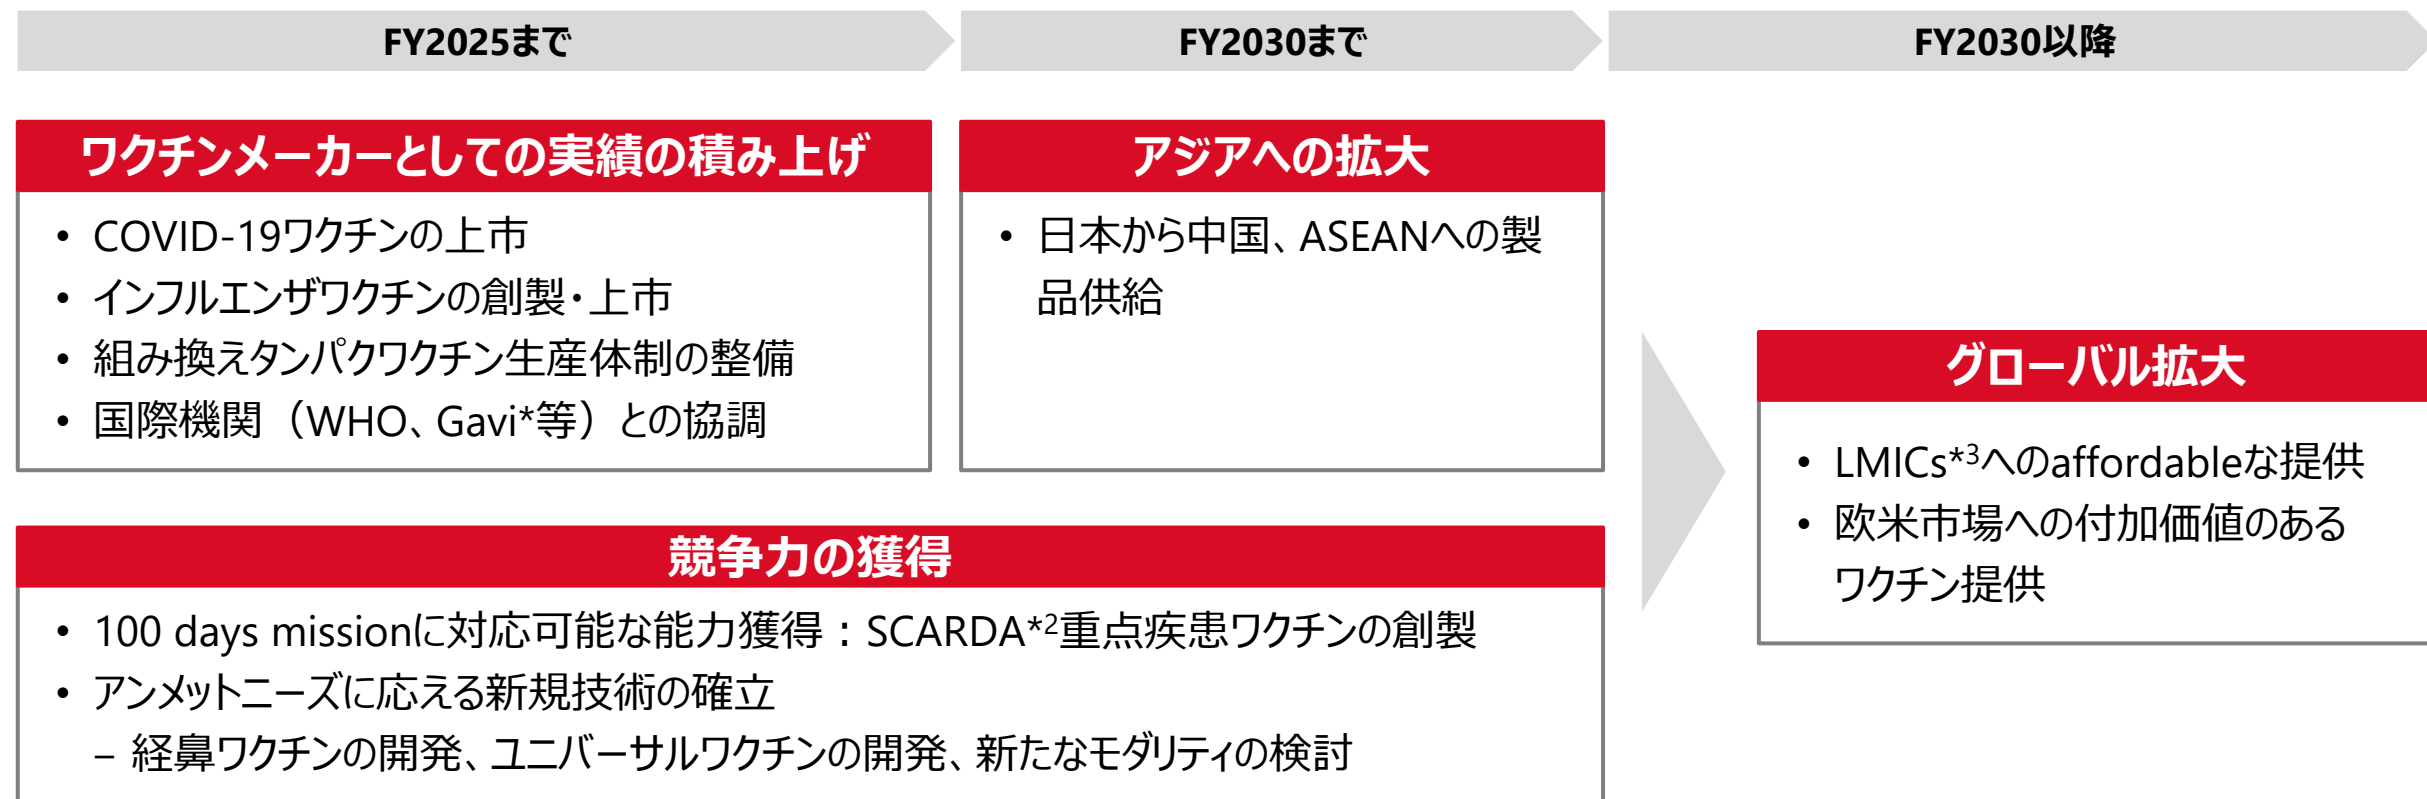 FY2025まで
FY2030まで
FY2030以降
ワクチンメーカーとしての実績の積み上げ
• COVID-19ワクチンの上市
• インフルエンザワクチンの創製・上市
• 組み換えタンパクワクチン生産体制の整備
• 国際機関（WHO、Gavi*等）との協調
アジアへの拡大
• 日本から中国、ASEANへの製
品供給
競争力の獲得
• 100 days missionに対応可能な能力獲得：SCARDA*2重点疾患ワクチンの創製
• アンメットニーズに応える新規技術の確立
– 経鼻ワクチンの開発、ユニバーサルワクチンの開発、新たなモダリティの検討
グローバル拡大
• LMICs*3へのaffordableな提供
• 欧米市場への付加価値のある
ワクチン提供